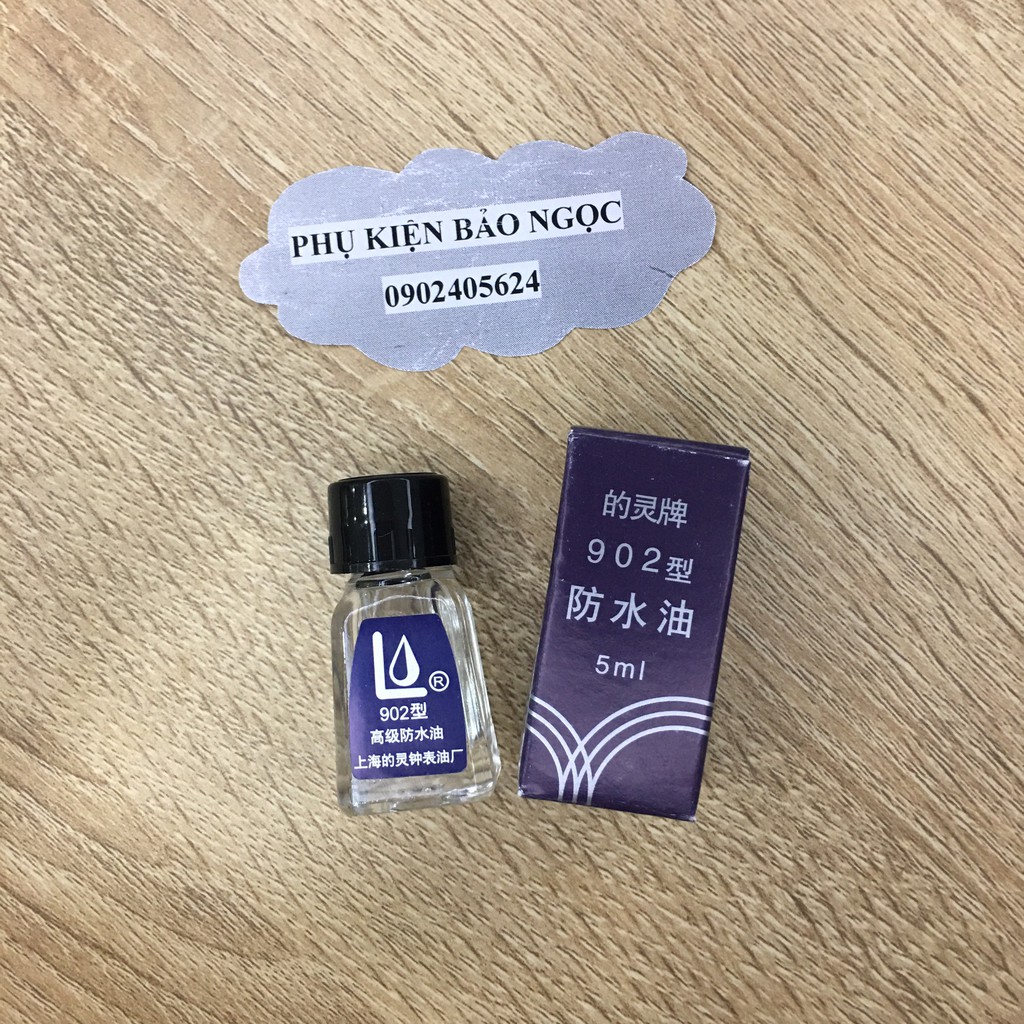 PHỤ KIỆN BẢO NGỌC
0902405624
的灵牌
902型
防水油
5ml
L
®
902型
高级防水油
上海的灵钟表油厂